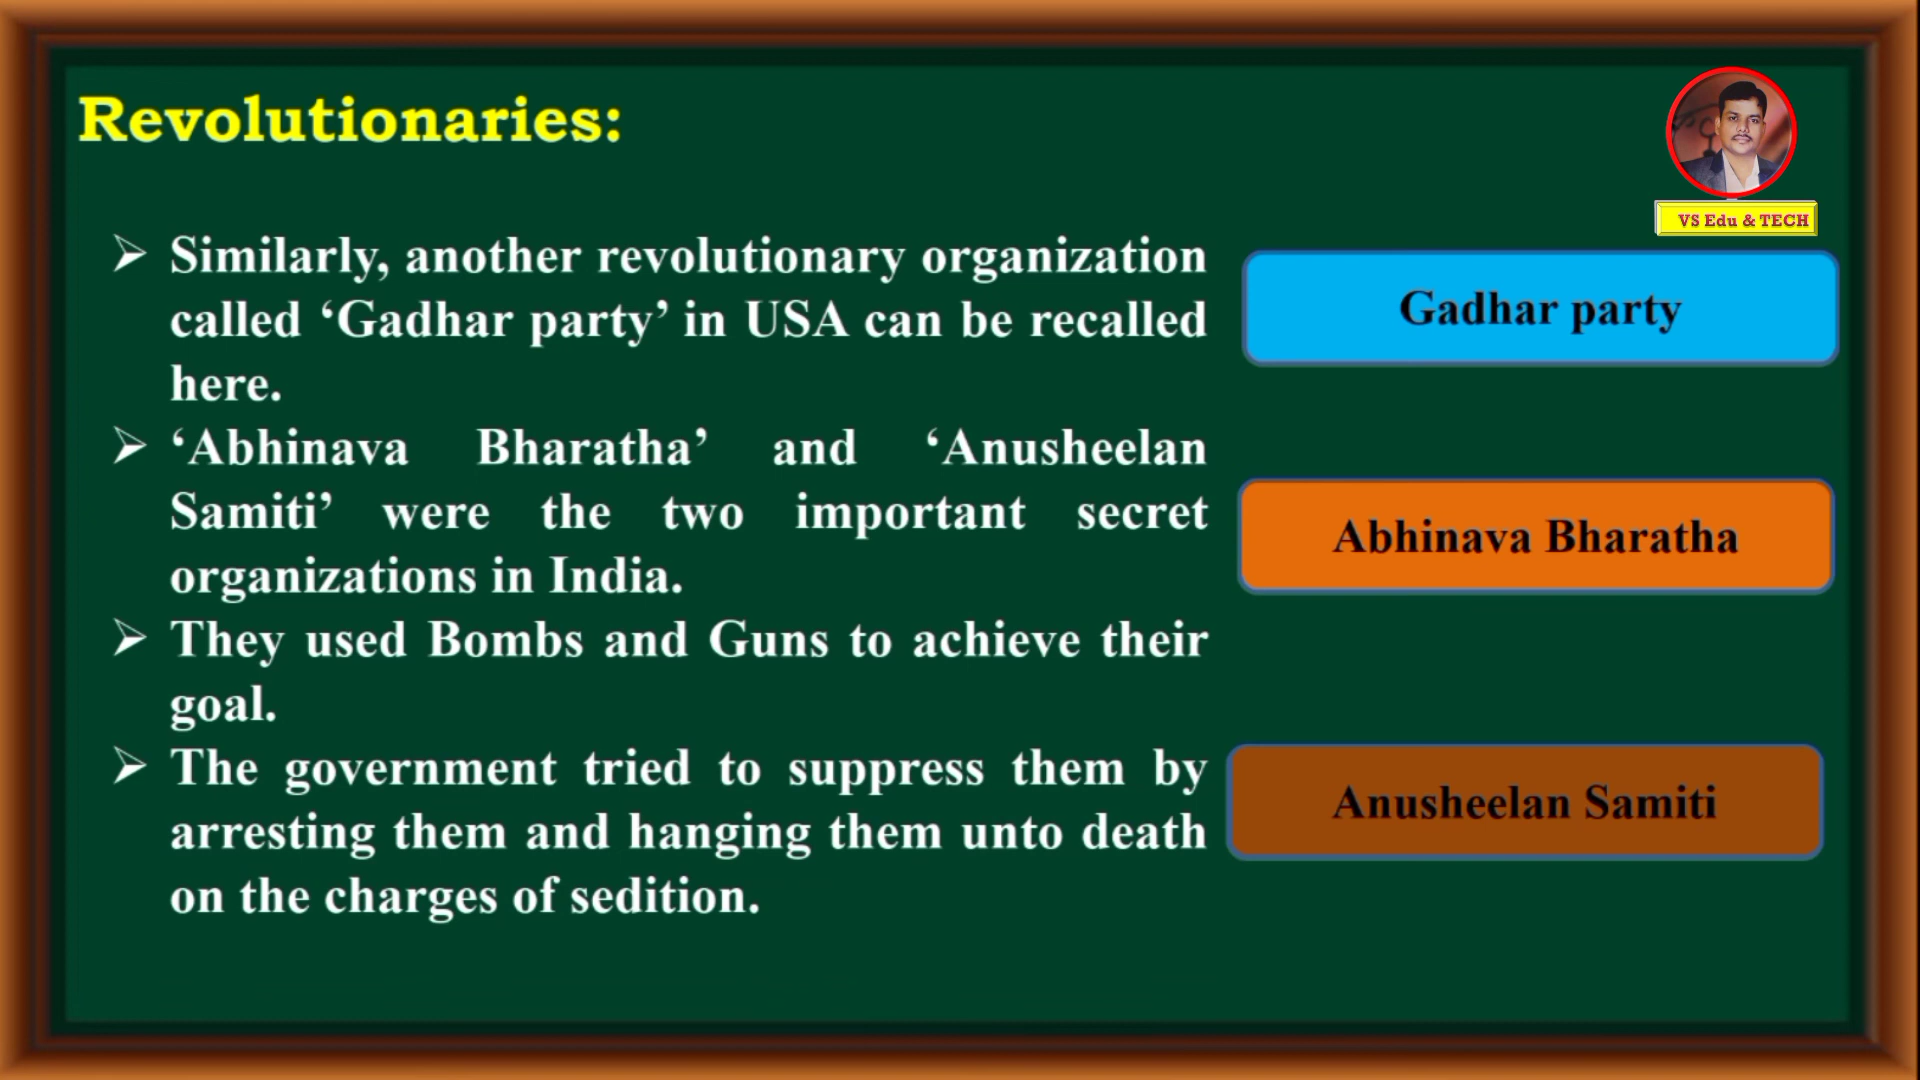 Revolutionaries:
VS Edu & TECH
➢ Similarly, another revolutionary organization
called ‘Gadhar party’ in USA can be recalled
here.
➢ ‘Abhinava Bharatha’ and ‘Anusheelan
Samiti’ were the two important secret
organizations in India.
➢ They used Bombs and Guns to achieve their
goal.
➢ The government tried to suppress them by
arresting them and hanging them unto death
on the charges of sedition.
Gadhar party
Abhinava Bharatha
Anusheelan Samiti